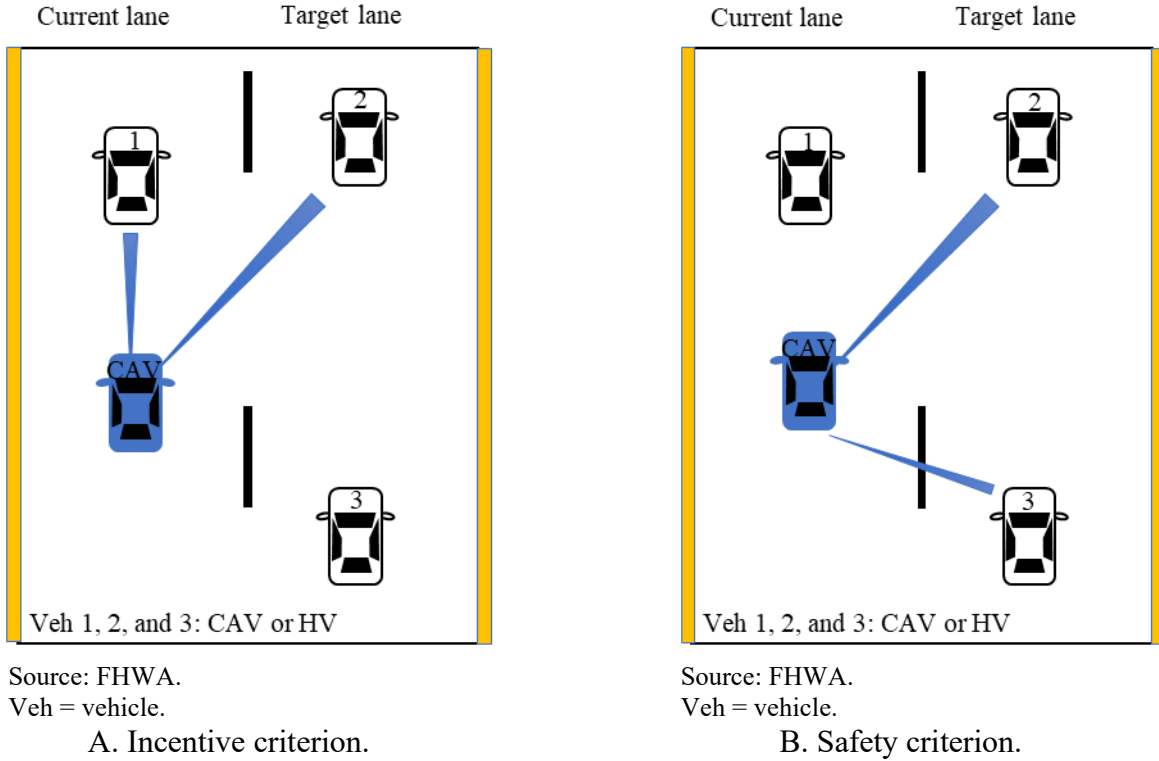 Current lane Target lane
1
2
CAV
3
Veh 1, 2, and 3: CAV or HV
Source: FHWA.
Veh = vehicle.
A. Incentive criterion.
Current lane Target lane
1
2
CAV
3
Veh 1, 2, and 3: CAV or HV
Source: FHWA.
Veh = vehicle.
B. Safety criterion.